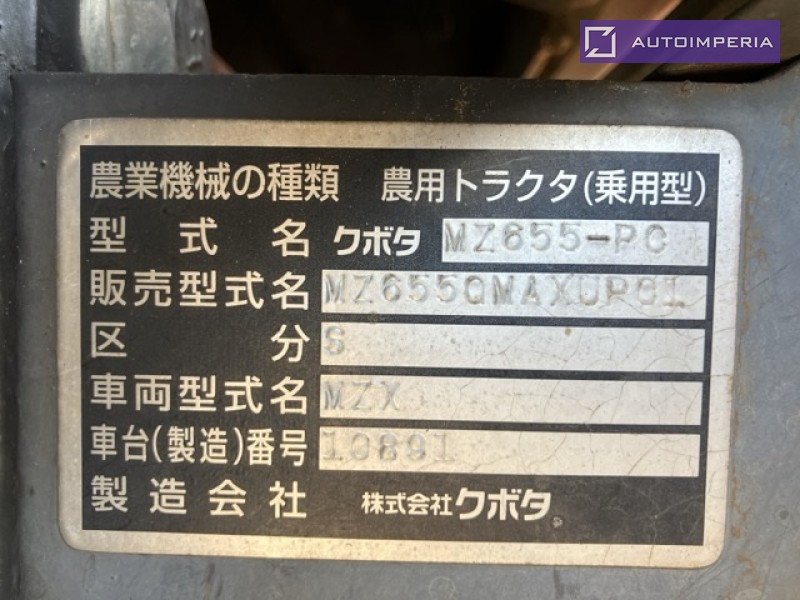 AUTOIMPERIA
農業機械の種類 農用トラクタ(乗用型)
型式名 クボタ MZ655-PC
販売型式名 MZ655QMAXUPC1
区分 S
車両型式名 MZX
車台(製造)番号 10891
製造会社 株式会社クボタ